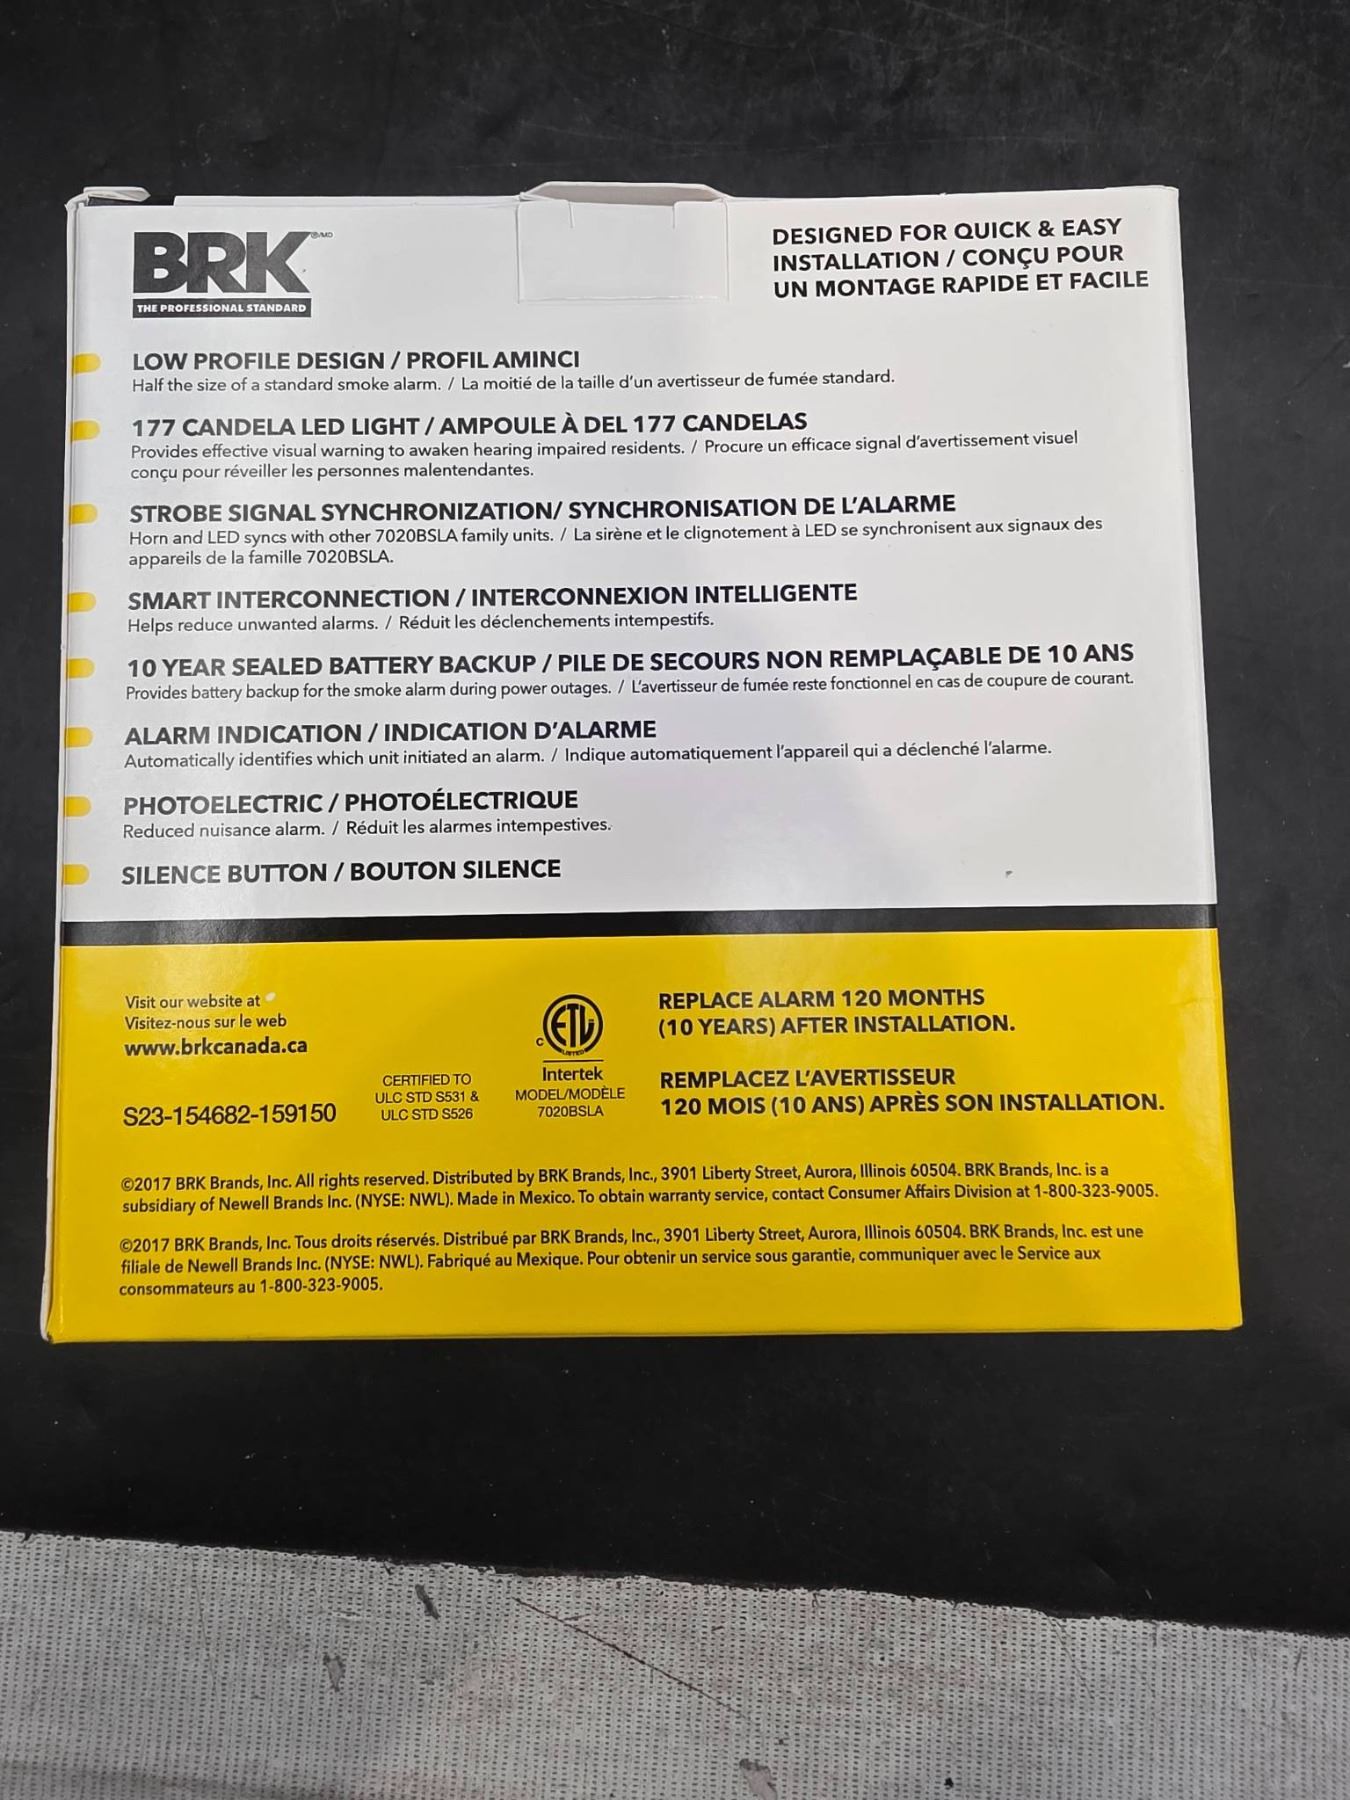 BRK ®/MD
THE PROFESSIONAL STANDARD
DESIGNED FOR QUICK & EASY
INSTALLATION / CONÇU POUR
UN MONTAGE RAPIDE ET FACILE
LOW PROFILE DESIGN / PROFIL AMINCI
Half the size of a standard smoke alarm. / La moitié de la taille d'un avertisseur de fumée standard.
177 CANDELA LED LIGHT / AMPOULE À DEL 177 CANDELAS
Provides effective visual warning to awaken hearing impaired residents. / Procure un efficace signal d'avertissement visuel
conçu pour réveiller les personnes malentendantes.
STROBE SIGNAL SYNCHRONIZATION/ SYNCHRONISATION DE L'ALARME
Horn and LED syncs with other 7020BSLA family units. / La sirène et le clignotement à LED se synchronisent aux signaux des
appareils de la famille 7020BSLA.
SMART INTERCONNECTION / INTERCONNEXION INTELLIGENTE
Helps reduce unwanted alarms. / Réduit les déclenchements intempestifs.
10 YEAR SEALED BATTERY BACKUP / PILE DE SECOURS NON REMPLAÇABLE DE 10 ANS
Provides battery backup for the smoke alarm during power outages. / L'avertisseur de fumée reste fonctionnel en cas de coupure de courant.
ALARM INDICATION / INDICATION D'ALARME
Automatically identifies which unit initiated an alarm. / Indique automatiquement l'appareil qui a déclenché l'alarme.
PHOTOELECTRIC / PHOTOÉLECTRIQUE
Reduced nuisance alarm. / Réduit les alarmes intempestives.
SILENCE BUTTON / BOUTON SILENCE
Visit our website at
Visitez-nous sur le web
www.brkcanada.ca
S23-154682-159150
CERTIFIED TO
ULC STD S531 &
ULC STD S526
C ETL
LISTED
Intertek
MODEL/MODÈLE
7020BSLA
REPLACE ALARM 120 MONTHS
(10 YEARS) AFTER INSTALLATION.
REMPLACEZ L'AVERTISSEUR
120 MOIS (10 ANS) APRÈS SON INSTALLATION.
©2017 BRK Brands, Inc. All rights reserved. Distributed by BRK Brands, Inc., 3901 Liberty Street, Aurora, Illinois 60504. BRK Brands, Inc. is a
subsidiary of Newell Brands Inc. (NYSE: NWL). Made in Mexico. To obtain warranty service, contact Consumer Affairs Division at 1-800-323-9005.
©2017 BRK Brands, Inc. Tous droits réservés. Distribué par BRK Brands, Inc., 3901 Liberty Street, Aurora, Illinois 60504. BRK Brands, Inc. est une
filiale de Newell Brands Inc. (NYSE: NWL). Fabriqué au Mexique. Pour obtenir un service sous garantie, communiquer avec le Service aux
consommateurs au 1-800-323-9005.